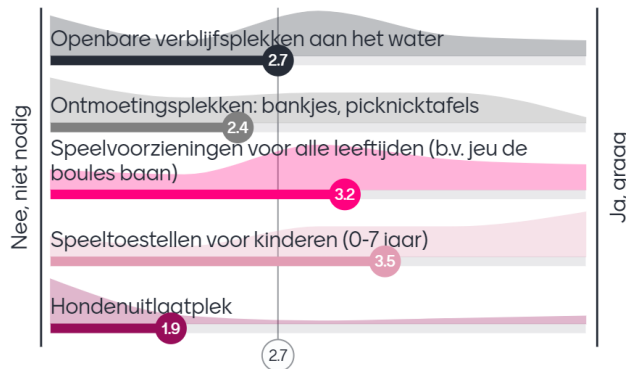 Openbare verblijfsplekken aan het water
2.7
Ontmoetingsplekken: bankjes, picknicktafels
2.4
Speelvoorzieningen voor alle leeftijden (b.v. jeu de
boules baan)
3.2
Speeltoestellen voor kinderen (0-7 jaar)
3.5
Hondenuitlaatplek
1.9
2.7
Nee, niet nodig
Ja, graag